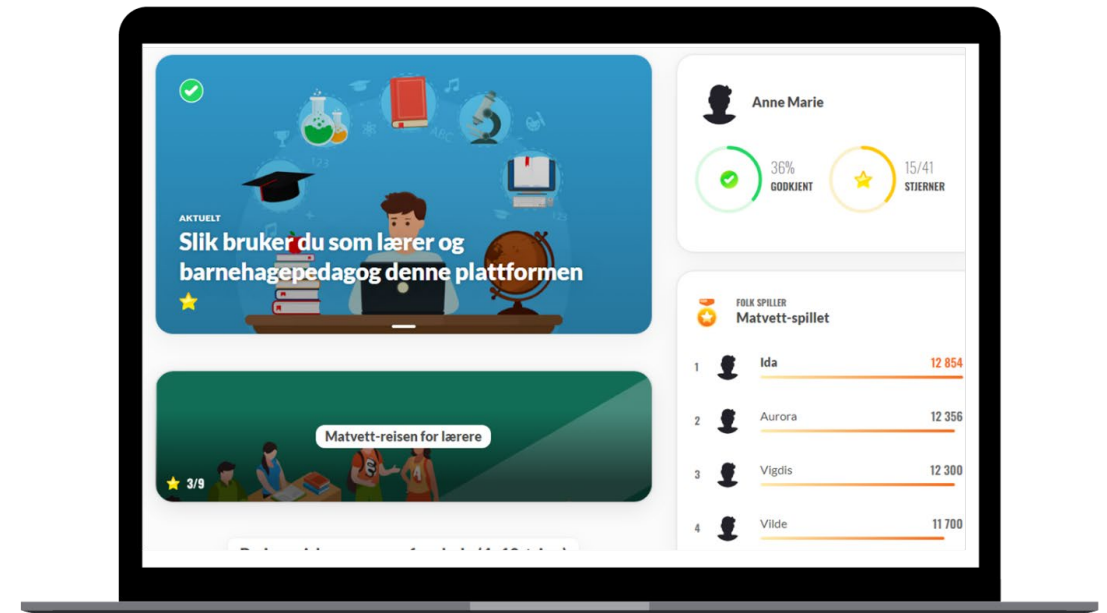 AKTUELT
Slik bruker du som lærer og
barnehagepedagog denne plattformen
Matvett-reisen for lærere
3/9
Anne Marie
36%
GODKJENT
15/41
STJERNER
FOLK SPILLER
Matvett-spillet
1 Ida 12 854
2 Aurora 12 356
3 Vigdis 12 300
4 Vilde 11 700